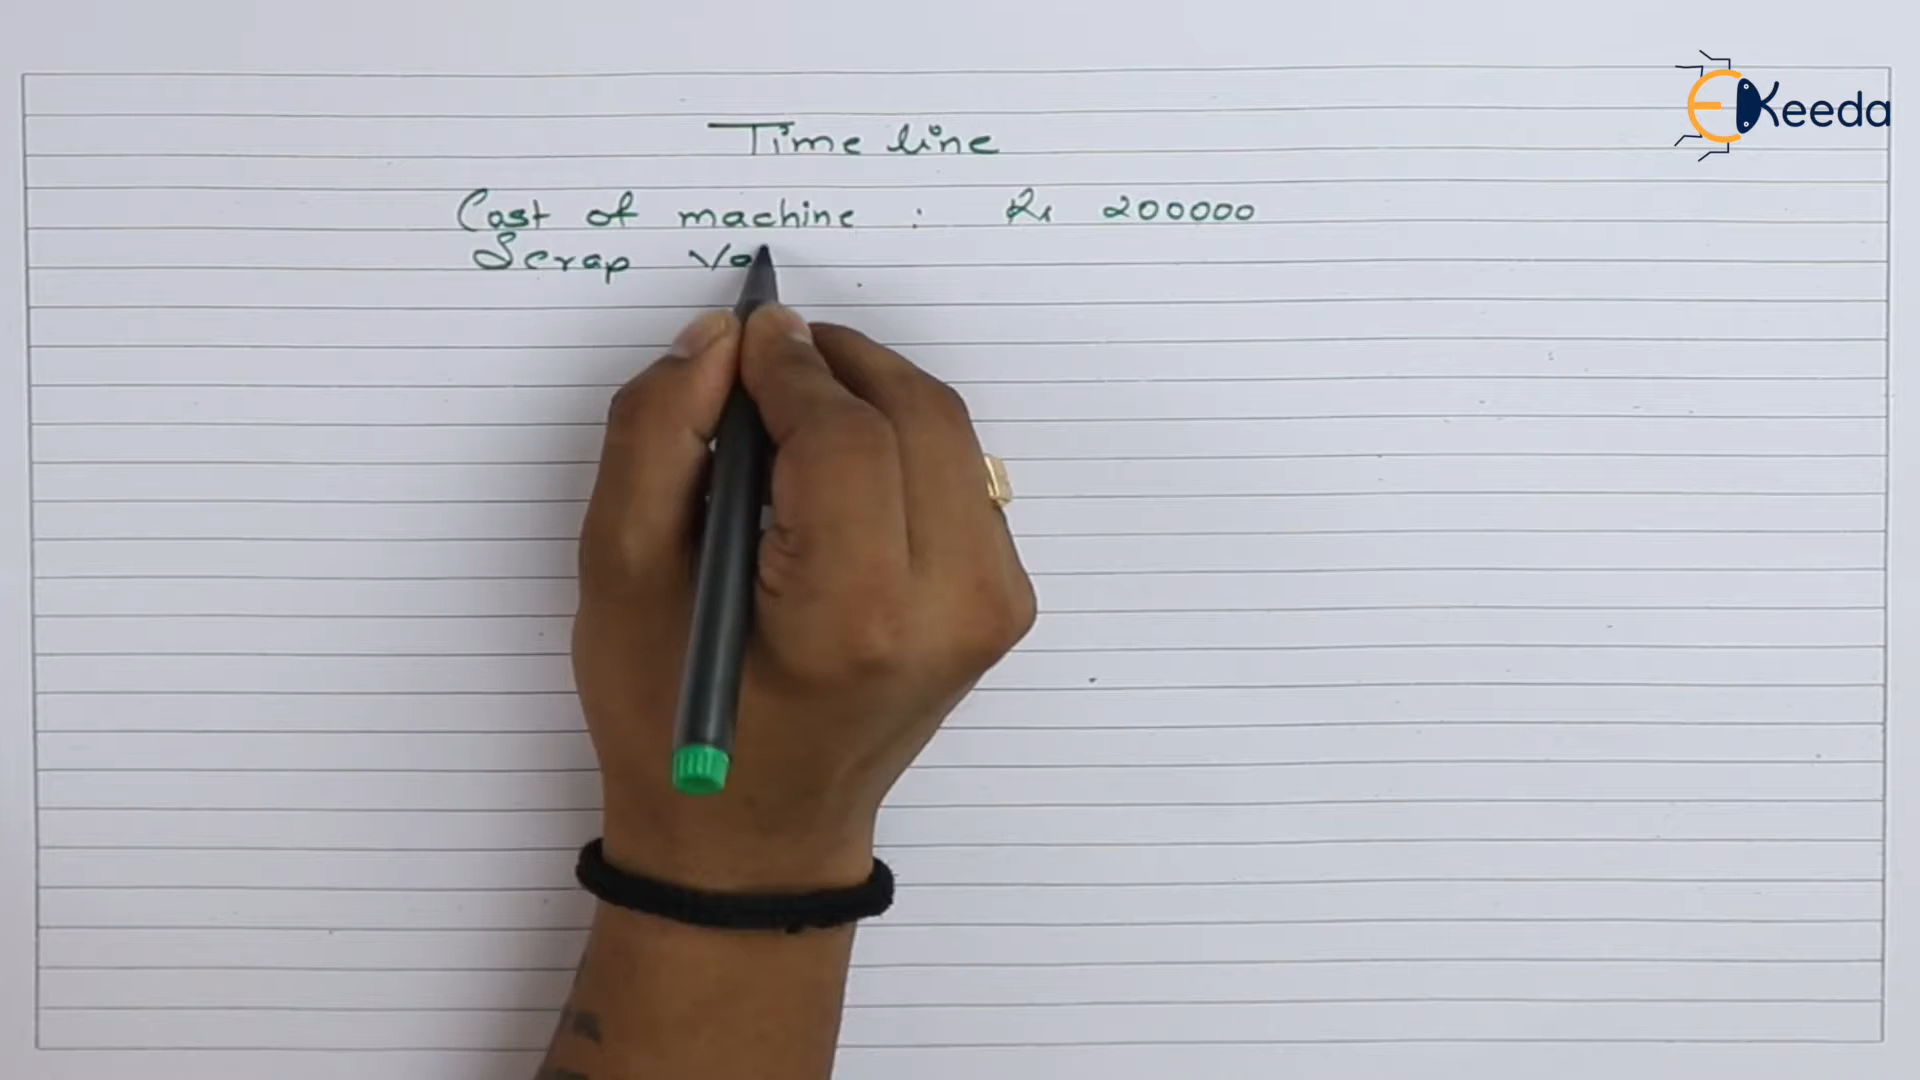 EKeeda
Time line
Cost of machine : Rs 200000
Scrap Va